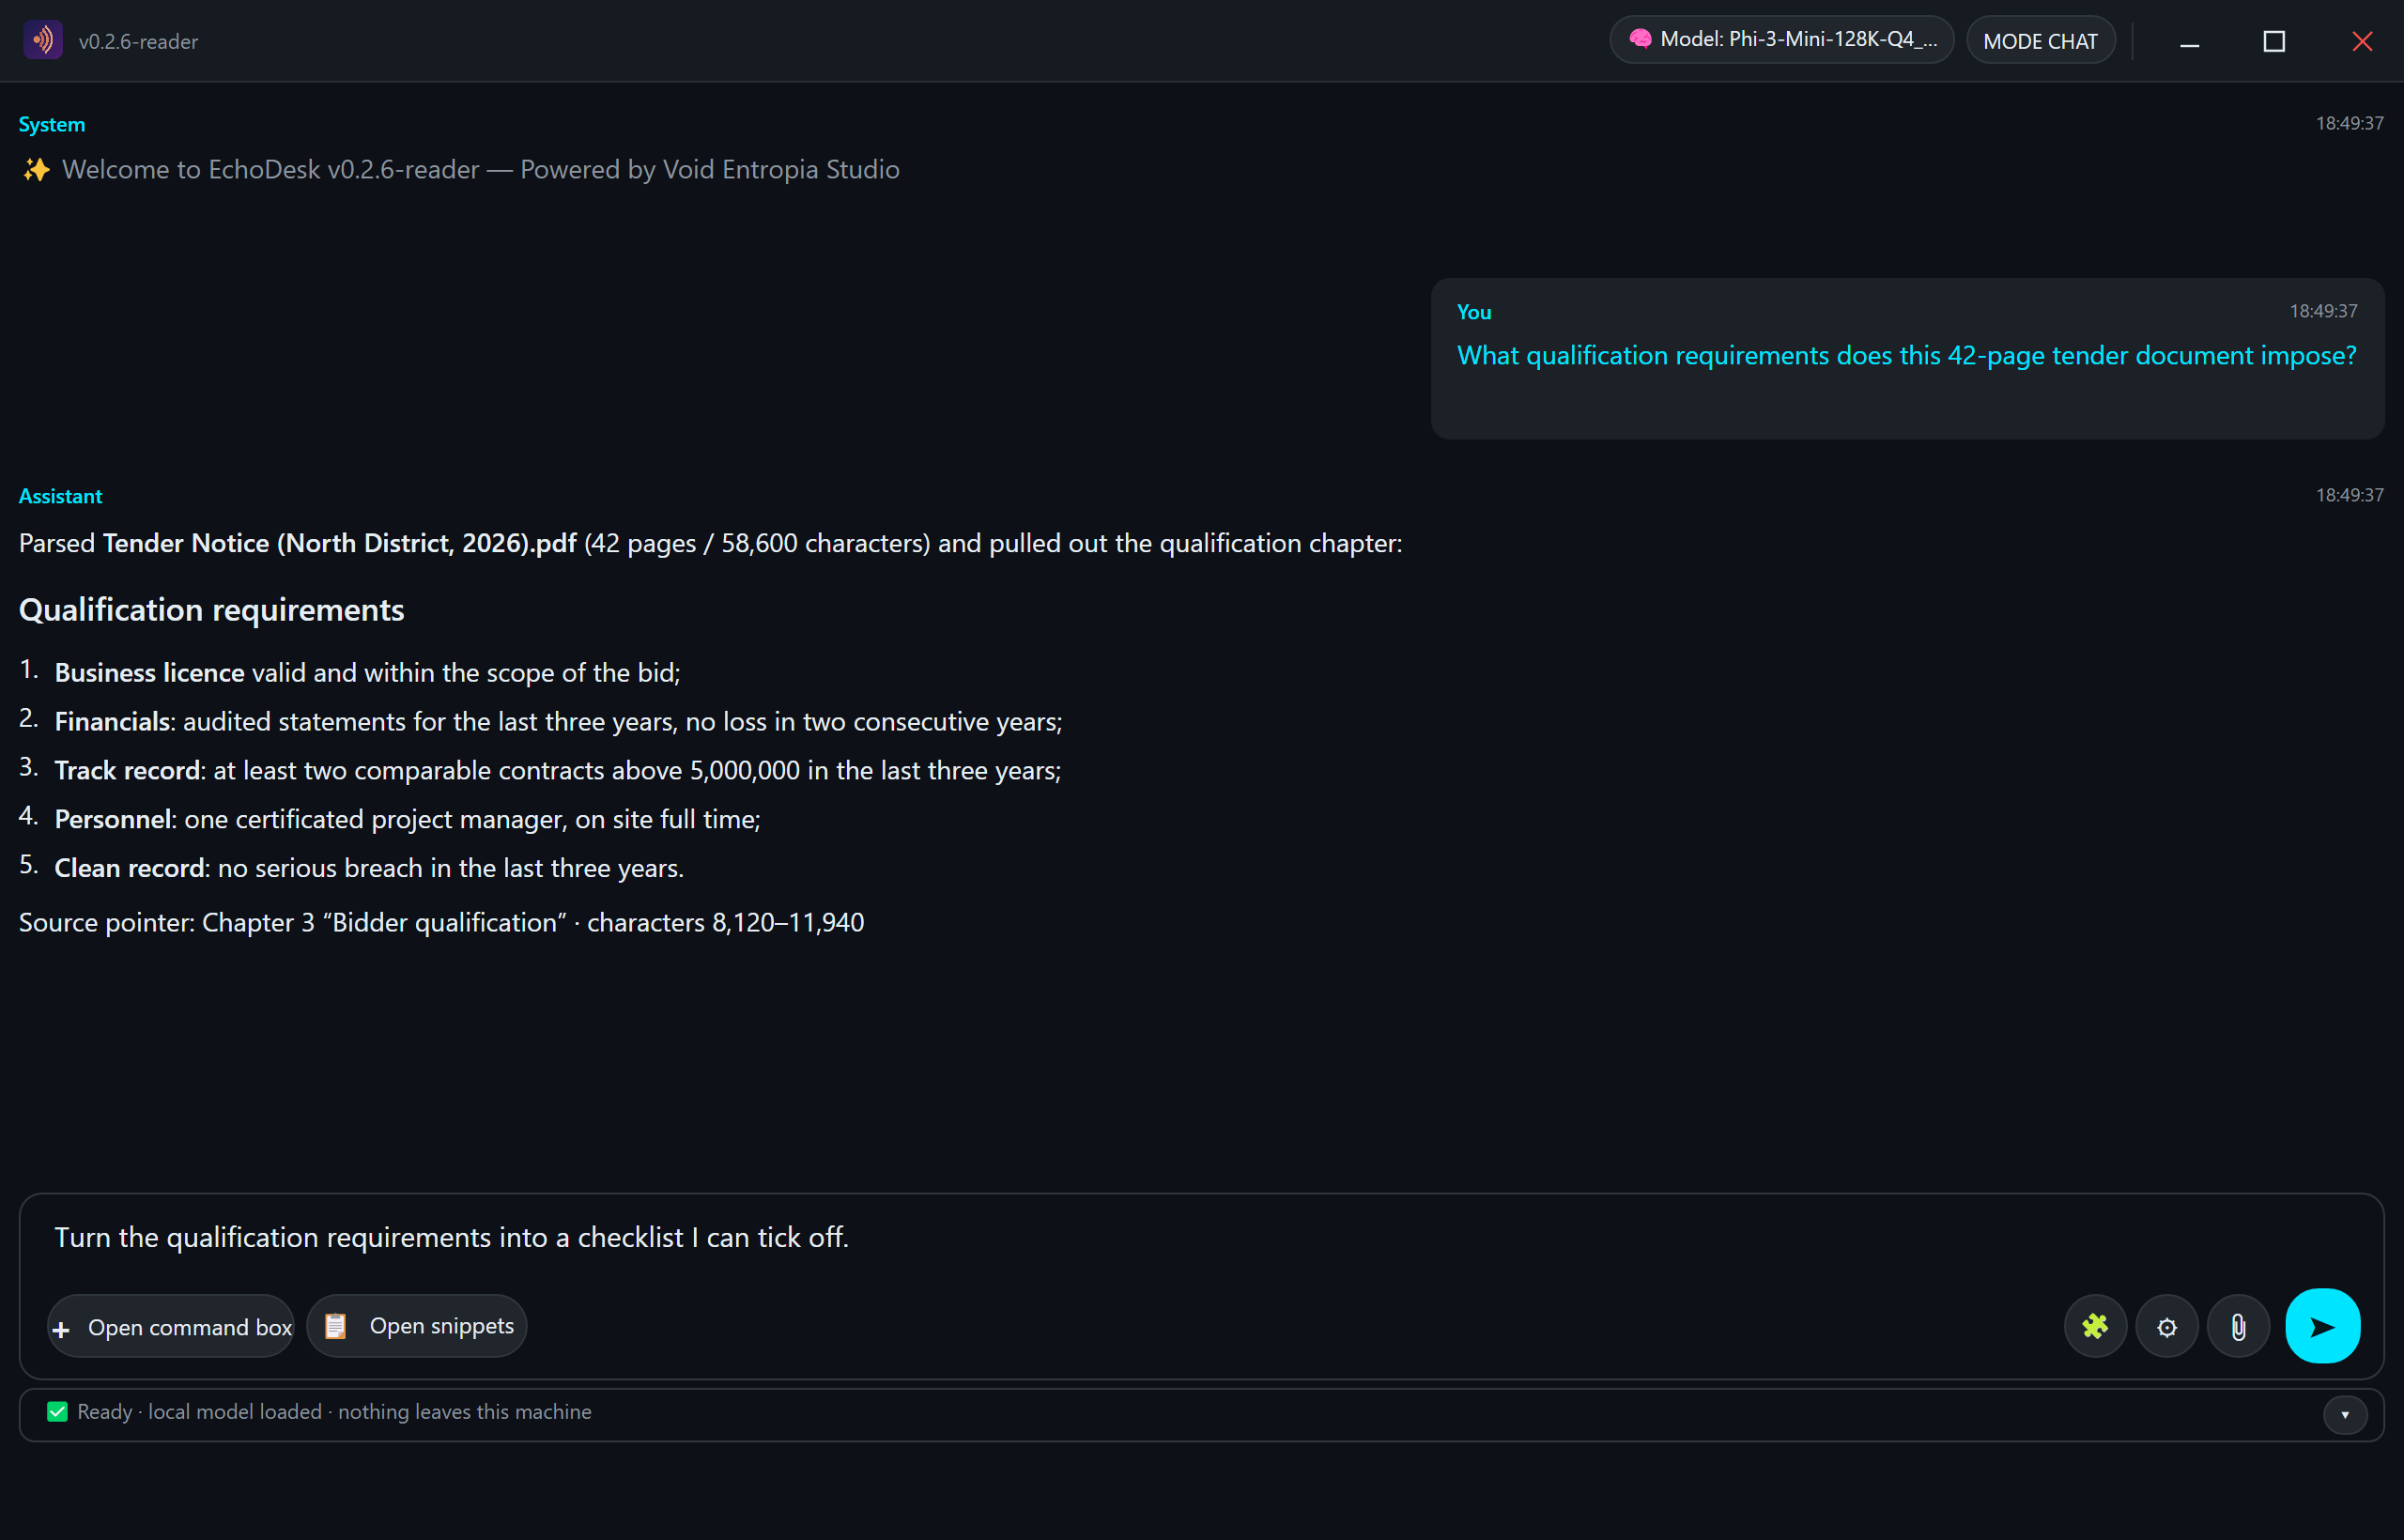 v0.2.6-reader
🧠 Model: Phi-3-Mini-128K-Q4_...
MODE CHAT
System
18:49:37
✨ Welcome to EchoDesk v0.2.6-reader — Powered by Void Entropia Studio
You
18:49:37
What qualification requirements does this 42-page tender document impose?
Assistant
18:49:37
Parsed Tender Notice (North District, 2026).pdf (42 pages / 58,600 characters) and pulled out the qualification chapter:
Qualification requirements
1. Business licence valid and within the scope of the bid;
2. Financials: audited statements for the last three years, no loss in two consecutive years;
3. Track record: at least two comparable contracts above 5,000,000 in the last three years;
4. Personnel: one certificated project manager, on site full time;
5. Clean record: no serious breach in the last three years.
Source pointer: Chapter 3 “Bidder qualification” · characters 8,120–11,940
Turn the qualification requirements into a checklist I can tick off.
+ Open command box
📋 Open snippets
✅ Ready · local model loaded · nothing leaves this machine